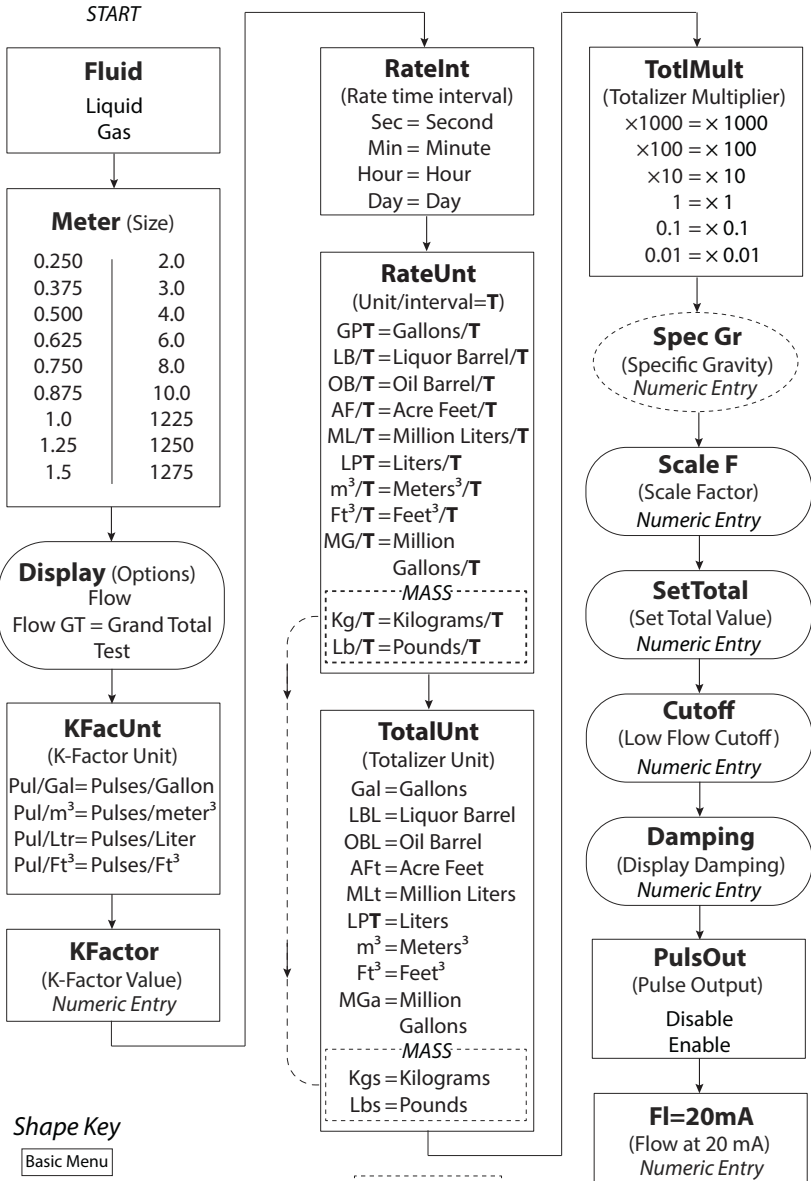 START
Fluid
Liquid
Gas
Meter (Size)
0.250 2.0
0.375 3.0
0.500 4.0
0.625 6.0
0.750 8.0
0.875 10.0
1.0 1225
1.25 1250
1.5 1275
Display (Options)
Flow
Flow GT = Grand Total
Test
KFacUnt
(K-Factor Unit)
Pul/Gal= Pulses/Gallon
Pul/m³= Pulses/meter³
Pul/Ltr= Pulses/Liter
Pul/Ft³= Pulses/Ft³
KFactor
(K-Factor Value)
Numeric Entry
Shape Key
Basic Menu
RateInt
(Rate time interval)
Sec = Second
Min = Minute
Hour = Hour
Day = Day
RateUnt
(Unit/interval=T)
GPT = Gallons/T
LB/T = Liquor Barrel/T
OB/T = Oil Barrel/T
AF/T = Acre Feet/T
ML/T = Million Liters/T
LPT = Liters/T
m³/T = Meters³/T
Ft³/T = Feet³/T
MG/T = Million
Gallons/T
MASS
Kg/T = Kilograms/T
Lb/T = Pounds/T
TotalUnt
(Totalizer Unit)
Gal = Gallons
LBL = Liquor Barrel
OBL = Oil Barrel
AFt = Acre Feet
MLt = Million Liters
LPT = Liters
m³ = Meters³
Ft³ = Feet³
MGa = Million
Gallons
MASS
Kgs = Kilograms
Lbs = Pounds
TotlMult
(Totalizer Multiplier)
×1000 = × 1000
×100 = × 100
×10 = × 10
1 = × 1
0.1 = × 0.1
0.01 = × 0.01
Spec Gr
(Specific Gravity)
Numeric Entry
Scale F
(Scale Factor)
Numeric Entry
SetTotal
(Set Total Value)
Numeric Entry
Cutoff
(Low Flow Cutoff)
Numeric Entry
Damping
(Display Damping)
Numeric Entry
PulsOut
(Pulse Output)
Disable
Enable
Fl=20mA
(Flow at 20 mA)
Numeric Entry